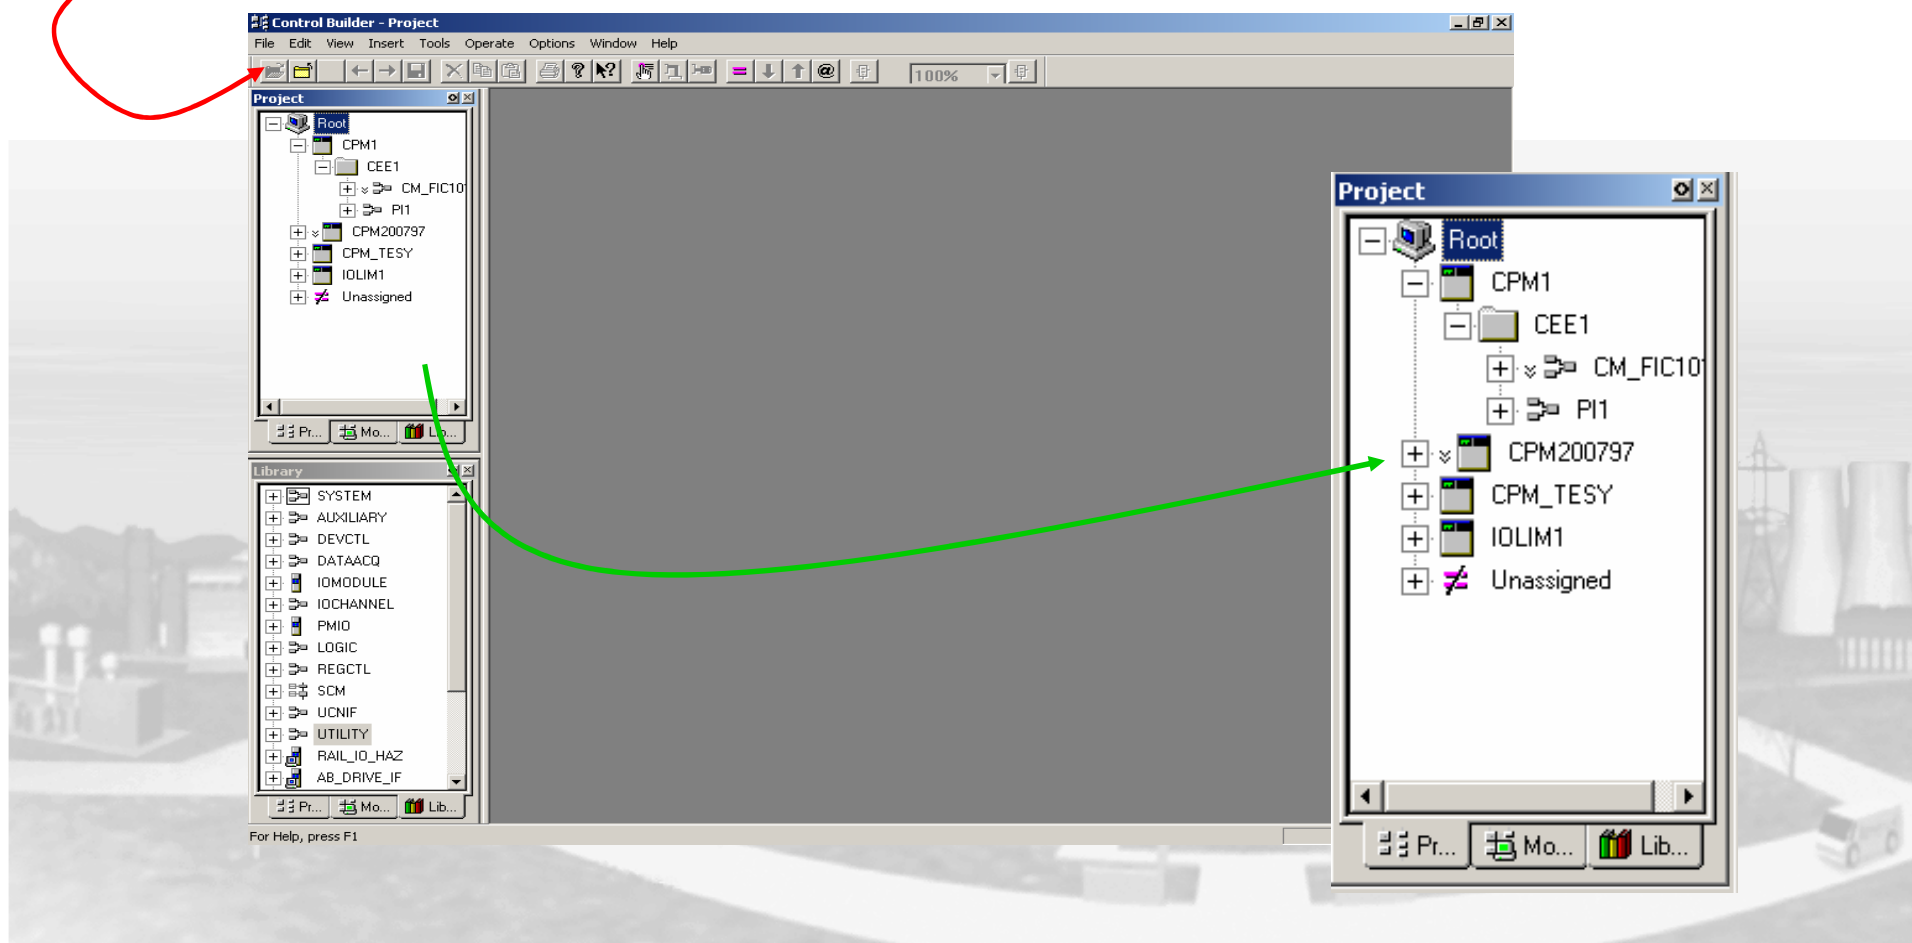 Control Builder - Project
File Edit View Insert Tools Operate Options Window Help
100%
Project
Root
CPM1
CEE1
CM_FIC10
PI1
CPM200797
CPM_TESY
IOLIM1
Unassigned
Pr... Mo... Lib...
Library
SYSTEM
AUXILIARY
DEVCTL
DATAACQ
IOMODULE
IOCHANNEL
PMIO
LOGIC
REGCTL
SCM
UCNIF
UTILITY
RAIL_IO_HAZ
AB_DRIVE_IF
Pr... Mo... Lib...
For Help, press F1
Project
Root
CPM1
CEE1
CM_FIC10
PI1
CPM200797
CPM_TESY
IOLIM1
Unassigned
Pr... Mo... Lib...